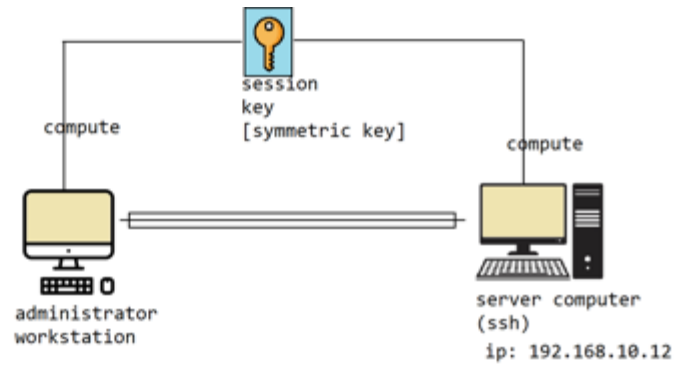 session
key
[symmetric key]
compute
compute
administrator
workstation
server computer
(ssh)
ip: 192.168.10.12